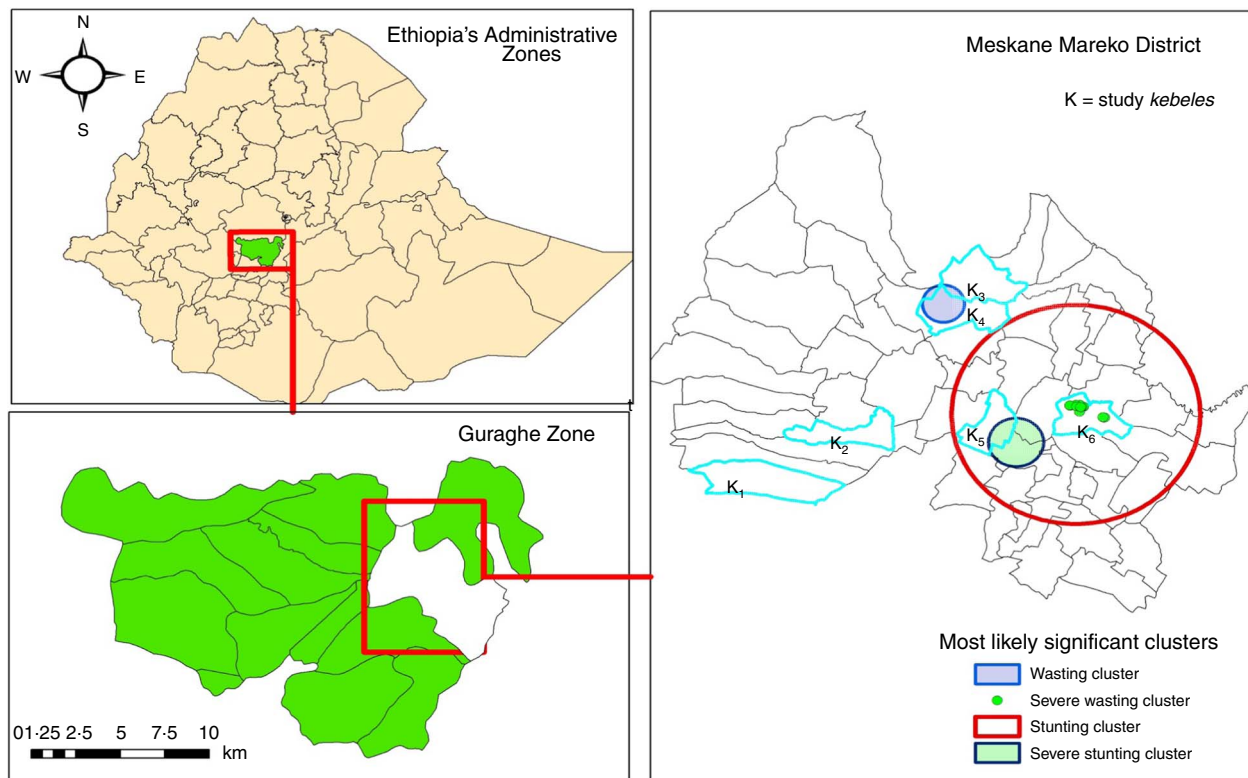 Ethiopia's Administrative
Zones
N
W E
S
t
Guraghe Zone
01·25 2·5 5 7·5 10
km
Meskane Mareko District
K = study kebeles
K3
K4
K5
K6
K2
K1
Most likely significant clusters
Wasting cluster
Severe wasting cluster
Stunting cluster
Severe stunting cluster